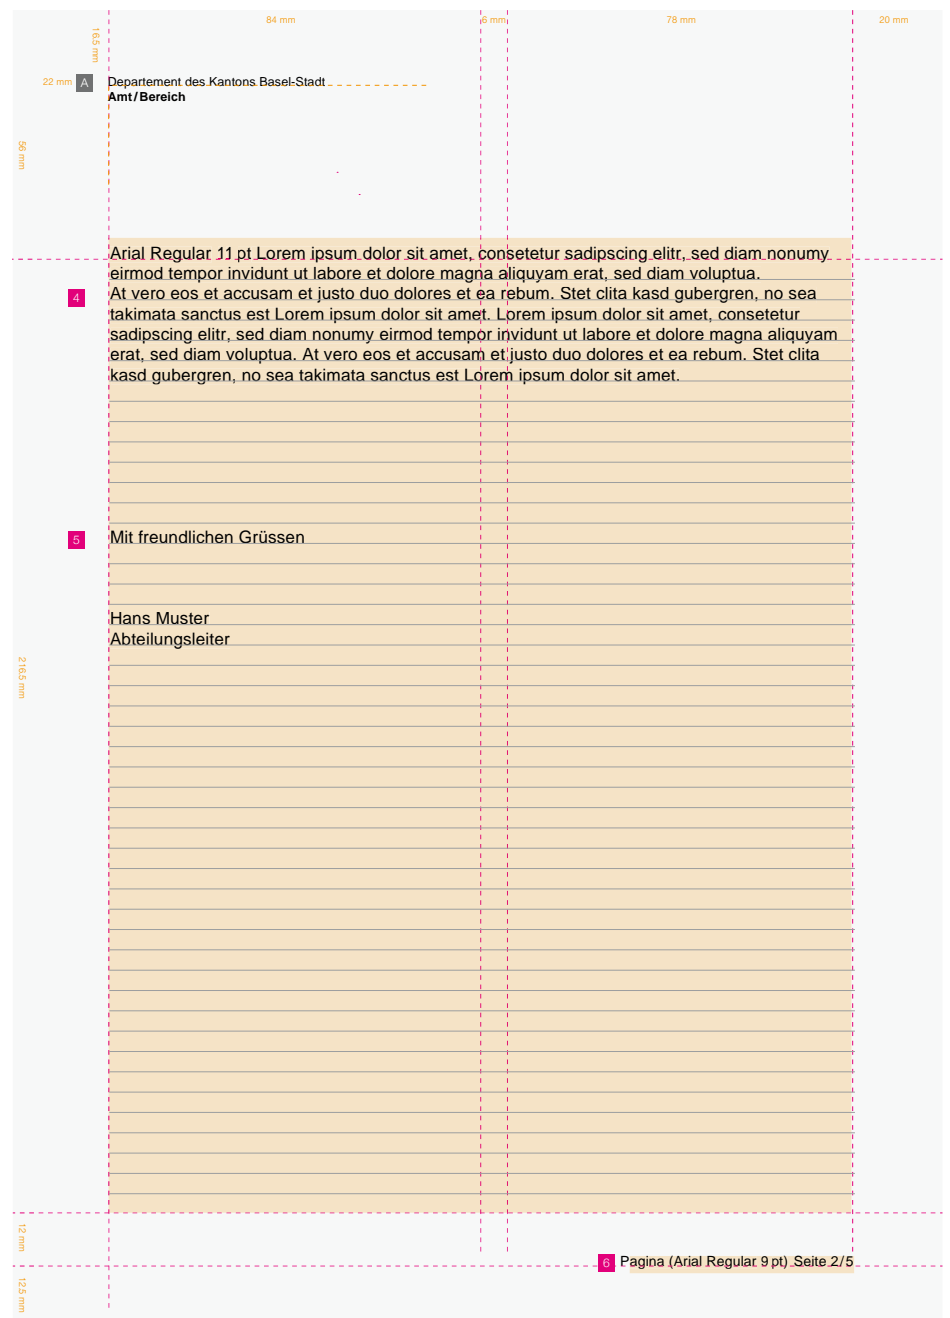 84 mm 6 mm 78 mm 20 mm
16.5 mm
22 mm A Departement des Kantons Basel-Stadt
Amt/Bereich
56 mm
Arial Regular 11 pt Lorem ipsum dolor sit amet, consetetur sadipscing elitr, sed diam nonumy
eirmod tempor invidunt ut labore et dolore magna aliquyam erat, sed diam voluptua.
4 At vero eos et accusam et justo duo dolores et ea rebum. Stet clita kasd gubergren, no sea
takimata sanctus est Lorem ipsum dolor sit amet. Lorem ipsum dolor sit amet, consetetur
sadipscing elitr, sed diam nonumy eirmod tempor invidunt ut labore et dolore magna aliquyam
erat, sed diam voluptua. At vero eos et accusam et justo duo dolores et ea rebum. Stet clita
kasd gubergren, no sea takimata sanctus est Lorem ipsum dolor sit amet.
5 Mit freundlichen Grüssen
Hans Muster
Abteilungsleiter
216.5 mm
12 mm
6 Pagina (Arial Regular 9 pt) Seite 2/5
12.5 mm